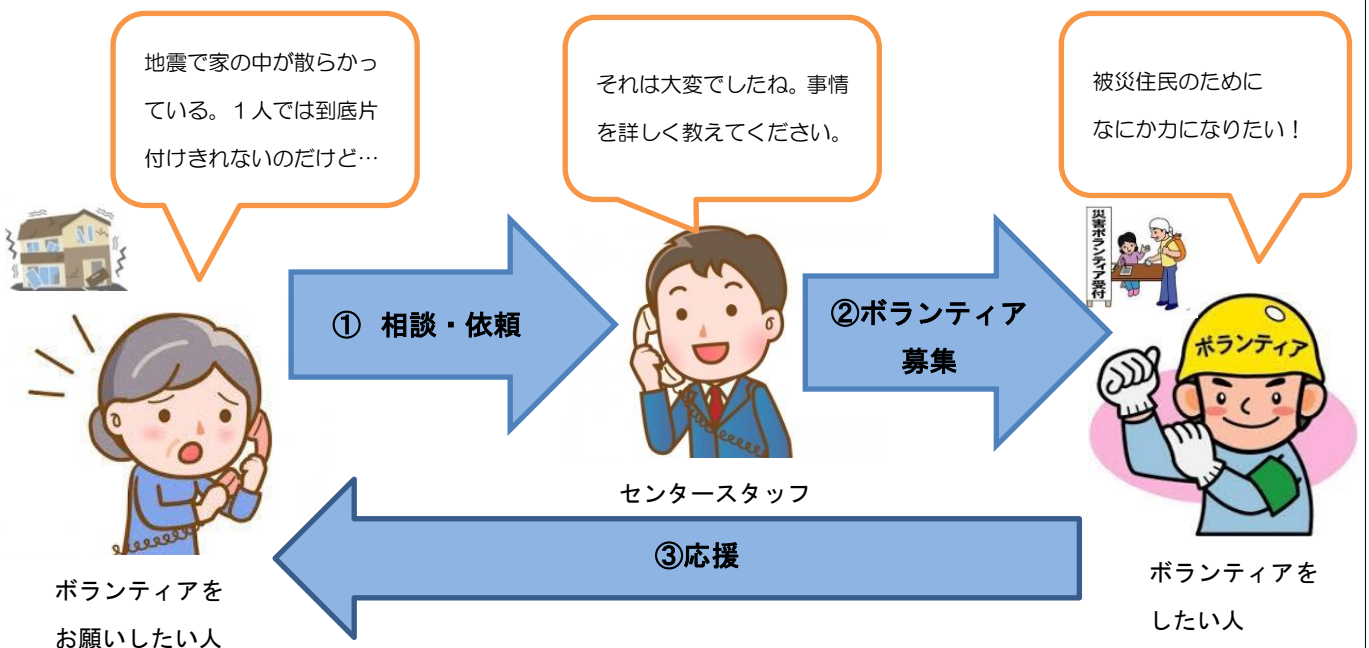 地震で家の中が散らかっ
ている。1人では到底片
付けきれないのだけど…
それは大変でしたね。事情
を詳しく教えてください。
被災住民のために
なにか力になりたい！
災害ボランティア受付
① 相談・依頼
②ボランティア
募集
ボランティア
センタースタッフ
③応援
ボランティアを
お願いしたい人
ボランティアを
したい人